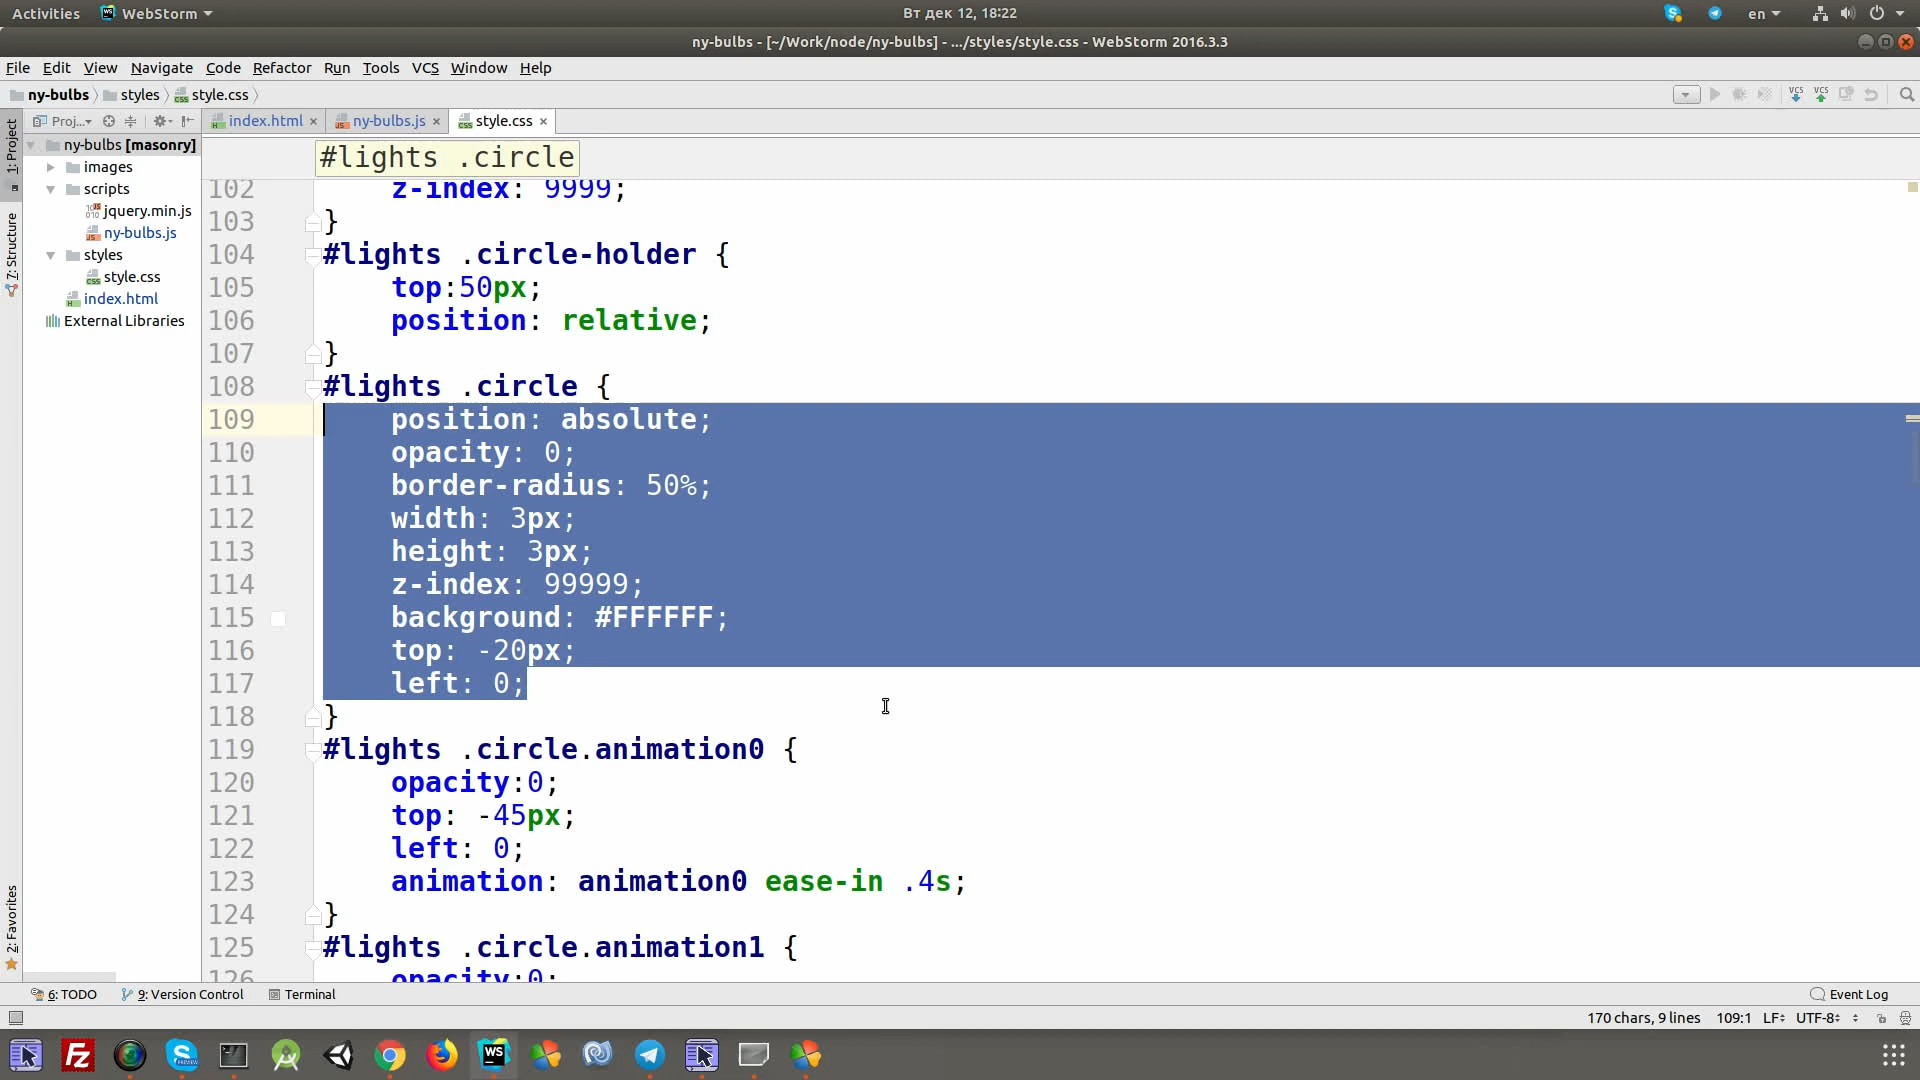 Activities WebStorm Вт дек 12, 18:22 en
ny-bulbs - [~/Work/node/ny-bulbs] - .../styles/style.css - WebStorm 2016.3.3
File Edit View Navigate Code Refactor Run Tools VCS Window Help
ny-bulbs styles style.css
Proj... index.html ny-bulbs.js style.css
1: Project
7: Structure
2: Favorites
ny-bulbs [masonry]
images
scripts
jquery.min.js
ny-bulbs.js
styles
style.css
index.html
External Libraries
#lights .circle
102 z-index: 9999;
103 }
104 #lights .circle-holder {
105 top:50px;
106 position: relative;
107 }
108 #lights .circle {
109 position: absolute;
110 opacity: 0;
111 border-radius: 50%;
112 width: 3px;
113 height: 3px;
114 z-index: 99999;
115 background: #FFFFFF;
116 top: -20px;
117 left: 0;
118 }
119 #lights .circle.animation0 {
120 opacity:0;
121 top: -45px;
122 left: 0;
123 animation: animation0 ease-in .4s;
124 }
125 #lights .circle.animation1 {
126 opacity:0;
6: TODO 9: Version Control Terminal Event Log
170 chars, 9 lines 109:1 LF UTF-8